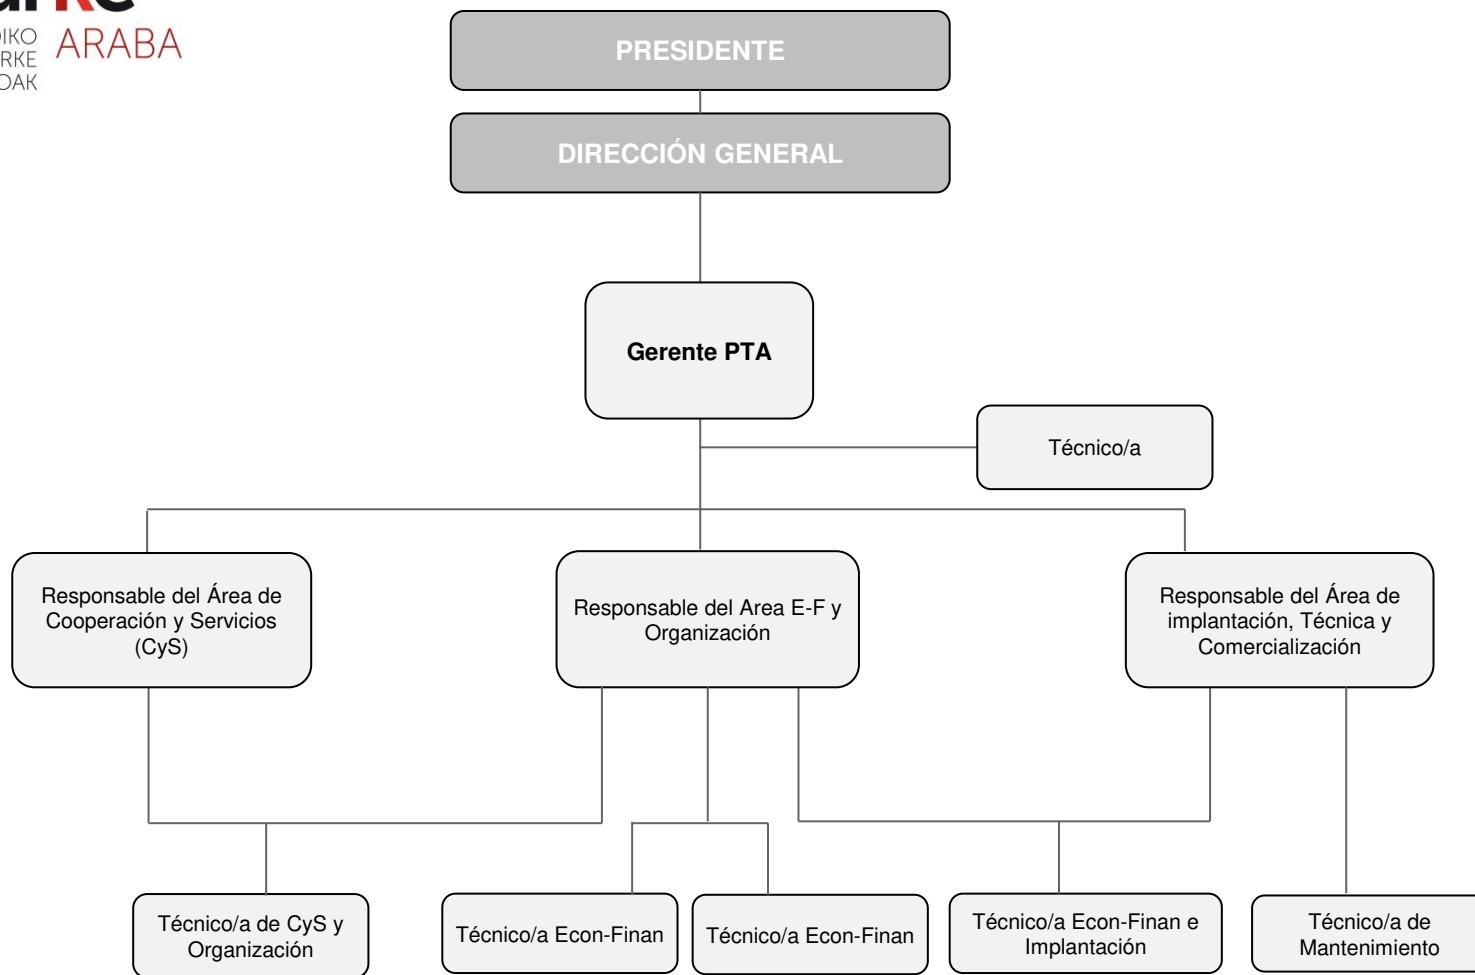 ARABA
PRESIDENTE
DIRECCIÓN GENERAL
Gerente PTA
Técnico/a
Responsable del Área de
Cooperación y Servicios
(CyS)
Responsable del Area E-F y
Organización
Responsable del Área de
implantación, Técnica y
Comercialización
Técnico/a de CyS y
Organización
Técnico/a Econ-Finan
Técnico/a Econ-Finan
Técnico/a Econ-Finan e
Implantación
Técnico/a de
Mantenimiento